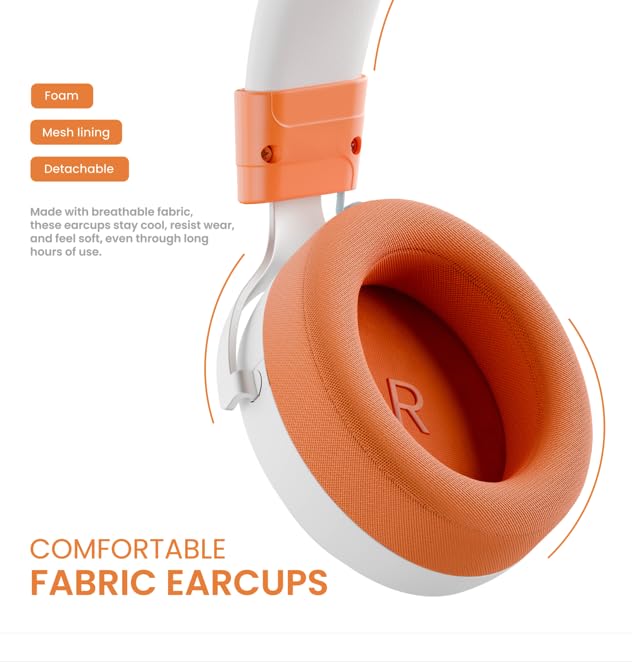 Foam
Mesh lining
Detachable
Made with breathable fabric,
these earcups stay cool, resist wear,
and feel soft, even through long
hours of use.
R
COMFORTABLE
FABRIC EARCUPS